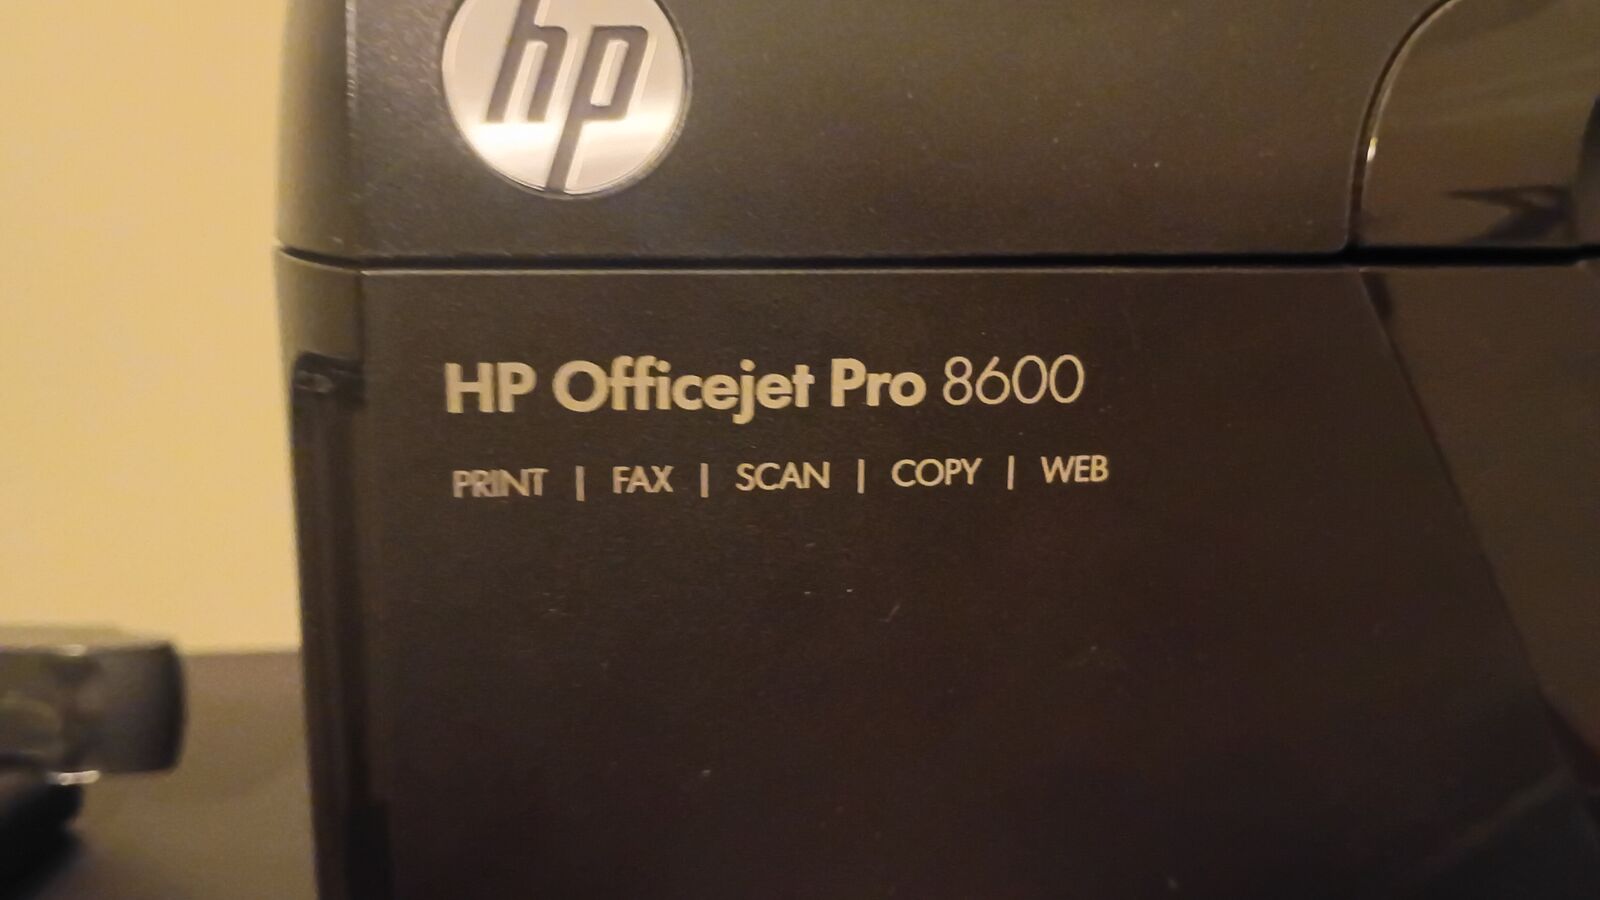 hp
HP Officejet Pro 8600
PRINT | FAX | SCAN | COPY | WEB